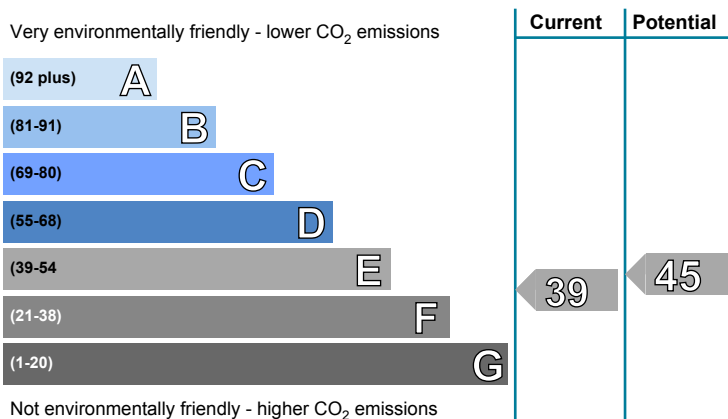 Current Potential
Very environmentally friendly - lower CO₂ emissions
(92 plus) A
(81-91) B
(69-80) C
(55-68) D
(39-54 E
39 45
(21-38) F
(1-20) G
Not environmentally friendly - higher CO₂ emissions